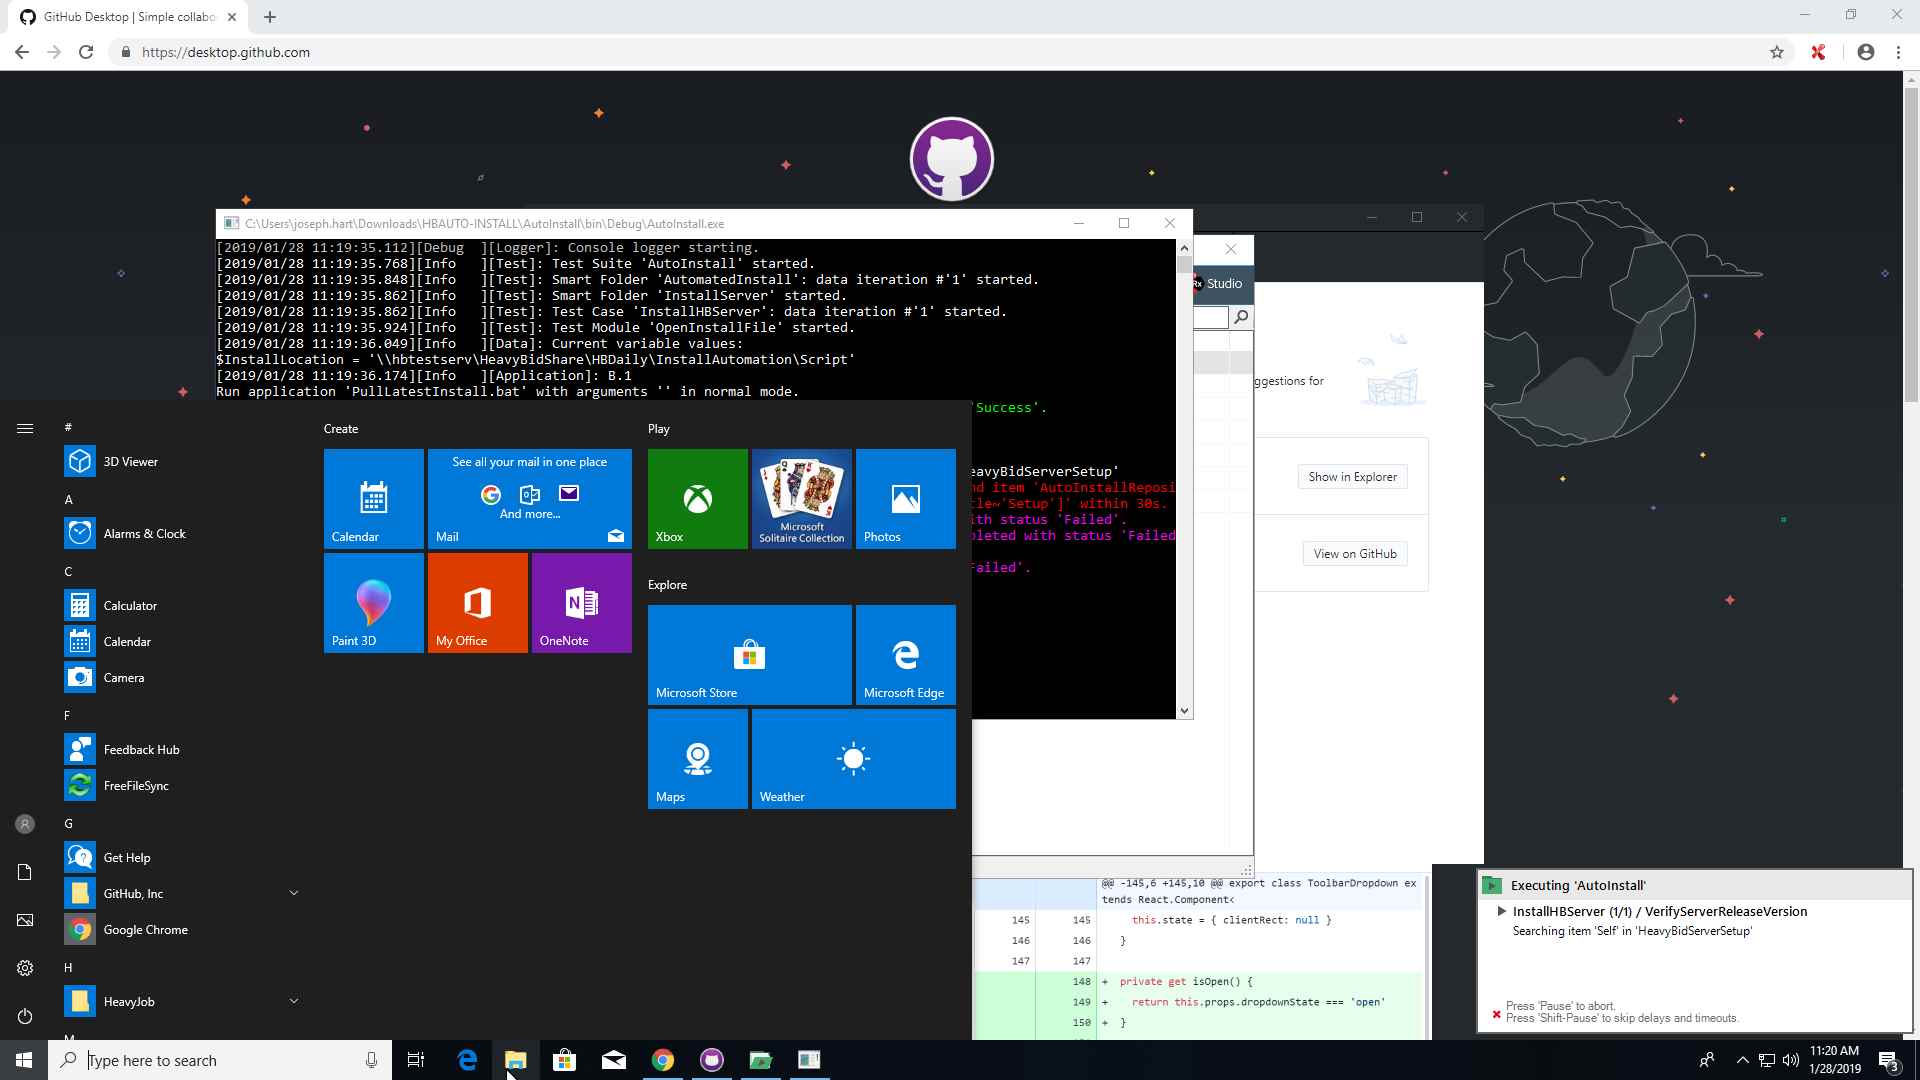 GitHub Desktop | Simple collabo
https://desktop.github.com
C:\Users\joseph.hart\Downloads\HBAUTO-INSTALL\AutoInstall\bin\Debug\AutoInstall.exe
[2019/01/28 11:19:35.112][Debug  ][Logger]: Console logger starting.
[2019/01/28 11:19:35.768][Info   ][Test]: Test Suite 'AutoInstall' started.
[2019/01/28 11:19:35.848][Info   ][Test]: Smart Folder 'AutomatedInstall': data iteration #'1' started.
[2019/01/28 11:19:35.862][Info   ][Test]: Smart Folder 'InstallServer' started.
[2019/01/28 11:19:35.862][Info   ][Test]: Test Case 'InstallHBServer': data iteration #'1' started.
[2019/01/28 11:19:35.924][Info   ][Test]: Test Module 'OpenInstallFile' started.
[2019/01/28 11:19:36.049][Info   ][Data]: Current variable values:
$InstallLocation = '\\hbtestserv\HeavyBidShare\HBDaily\InstallAutomation\Script'
[2019/01/28 11:19:36.174][Info   ][Application]: B.1
Run application 'PullLatestInstall.bat' with arguments '' in normal mode.
'Success'.
eavyBidServerSetup'
nd item 'AutoInstallReposi
tle~'Setup']' within 30s.
ith status 'Failed'.
pleted with status 'Failed
Failed'.
Rx Studio
ggestions for
Show in Explorer
View on GitHub
#
3D Viewer
A
Alarms & Clock
C
Calculator
Calendar
Camera
F
Feedback Hub
FreeFileSync
G
Get Help
GitHub, Inc
Google Chrome
H
HeavyJob
Create
Calendar
See all your mail in one place
And more...
Mail
Paint 3D
My Office
OneNote
Play
Xbox
Microsoft
Solitaire Collection
Photos
Explore
Microsoft Store
Microsoft Edge
Maps
Weather
@@ -145,6 +145,10 @@ export class ToolbarDropdown ex
tends React.Component<
145 145 this.state = { clientRect: null }
146 146 }
147 147
148 + private get isOpen() {
149 + return this.props.dropdownState === 'open'
150 + }
Executing 'AutoInstall'
InstallHBServer (1/1) / VerifyServerReleaseVersion
Searching item 'Self' in 'HeavyBidServerSetup'
Press 'Pause' to abort.
Press 'Shift-Pause' to skip delays and timeouts.
Type here to search
11:20 AM
1/28/2019
3